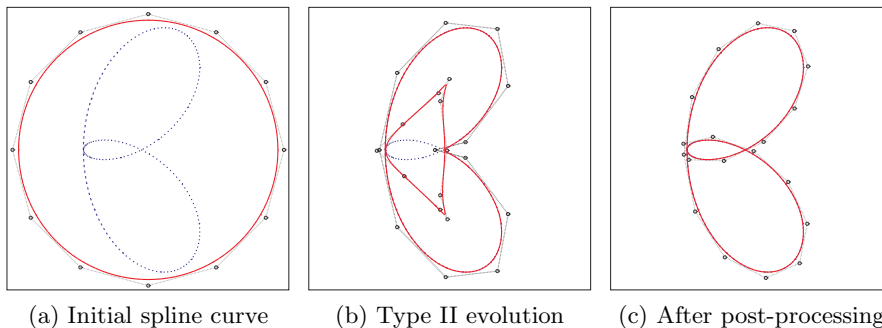 (a) Initial spline curve
(b) Type II evolution
(c) After post-processing